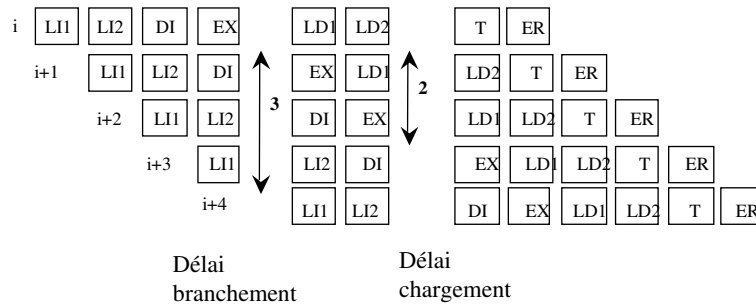 i LI1 LI2 DI EX LD1 LD2 T ER
i+1 LI1 LI2 DI EX LD1 LD2 T ER
3 2
i+2 LI1 LI2 DI EX LD1 LD2 T ER
i+3 LI1 LI2 DI EX LD1 LD2 T ER
i+4 LI1 LI2 DI EX LD1 LD2 T ER
Délai Délai
branchement chargement